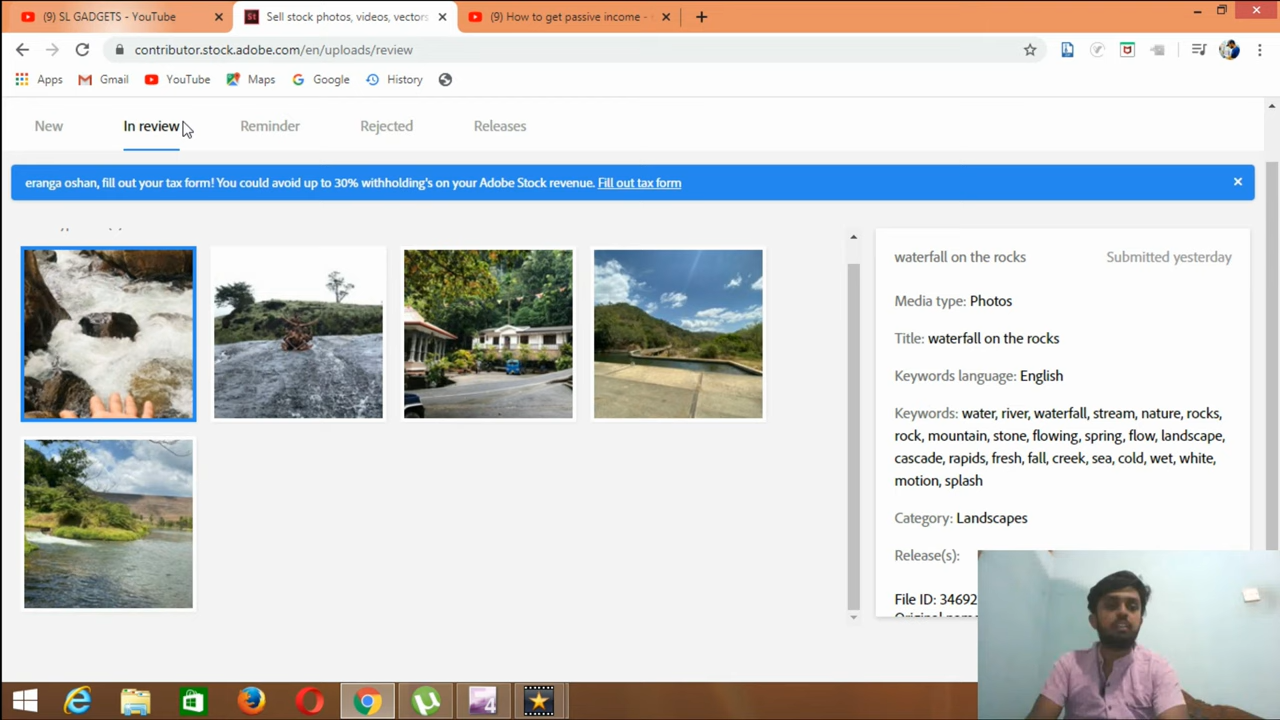 (9) SL GADGETS - YouTube
Sell stock photos, videos, vectors
(9) How to get passive income -
contributor.stock.adobe.com/en/uploads/review
Apps Gmail YouTube Maps Google History
New In review Reminder Rejected Releases
eranga oshan, fill out your tax form! You could avoid up to 30% withholding's on your Adobe Stock revenue. Fill out tax form
waterfall on the rocks Submitted yesterday
Media type: Photos
Title: waterfall on the rocks
Keywords language: English
Keywords: water, river, waterfall, stream, nature, rocks,
rock, mountain, stone, flowing, spring, flow, landscape,
cascade, rapids, fresh, fall, creek, sea, cold, wet, white,
motion, splash
Category: Landscapes
Release(s):
File ID: 34692
4